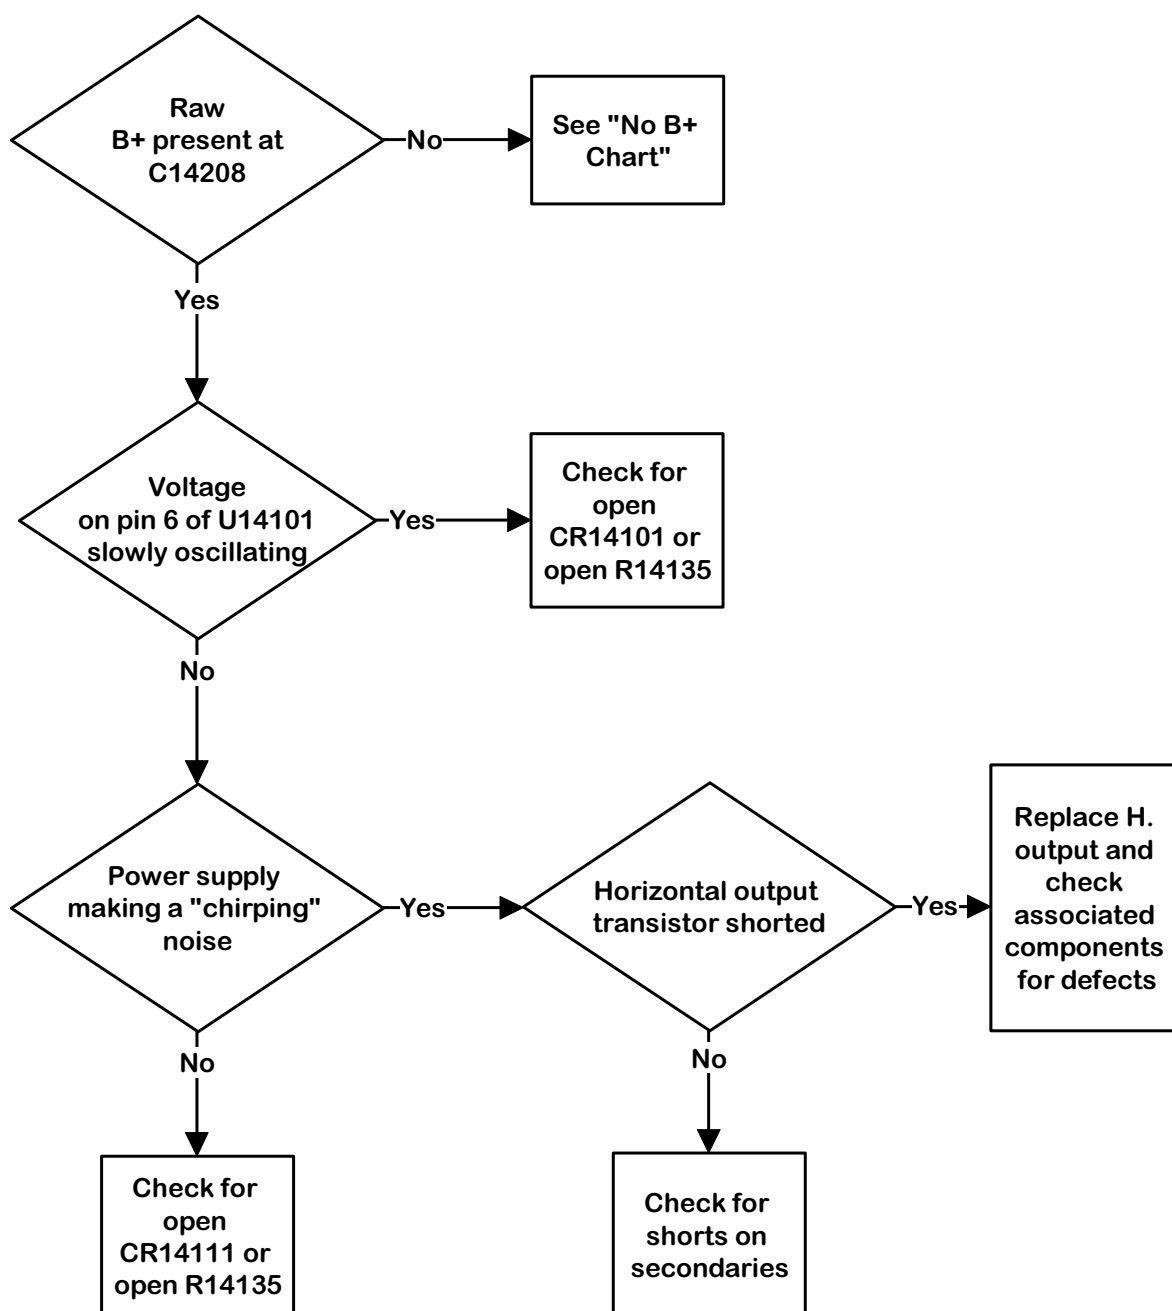 Raw
B+ present at
C14208
No
See "No B+
Chart"
Yes
Voltage
on pin 6 of U14101
slowly oscillating
Yes
Check for
open
CR14101 or
open R14135
No
Power supply
making a "chirping"
noise
Yes
Horizontal output
transistor shorted
Yes
Replace H.
output and
check
associated
components
for defects
No
Check for
open
CR14111 or
open R14135
No
Check for
shorts on
secondaries